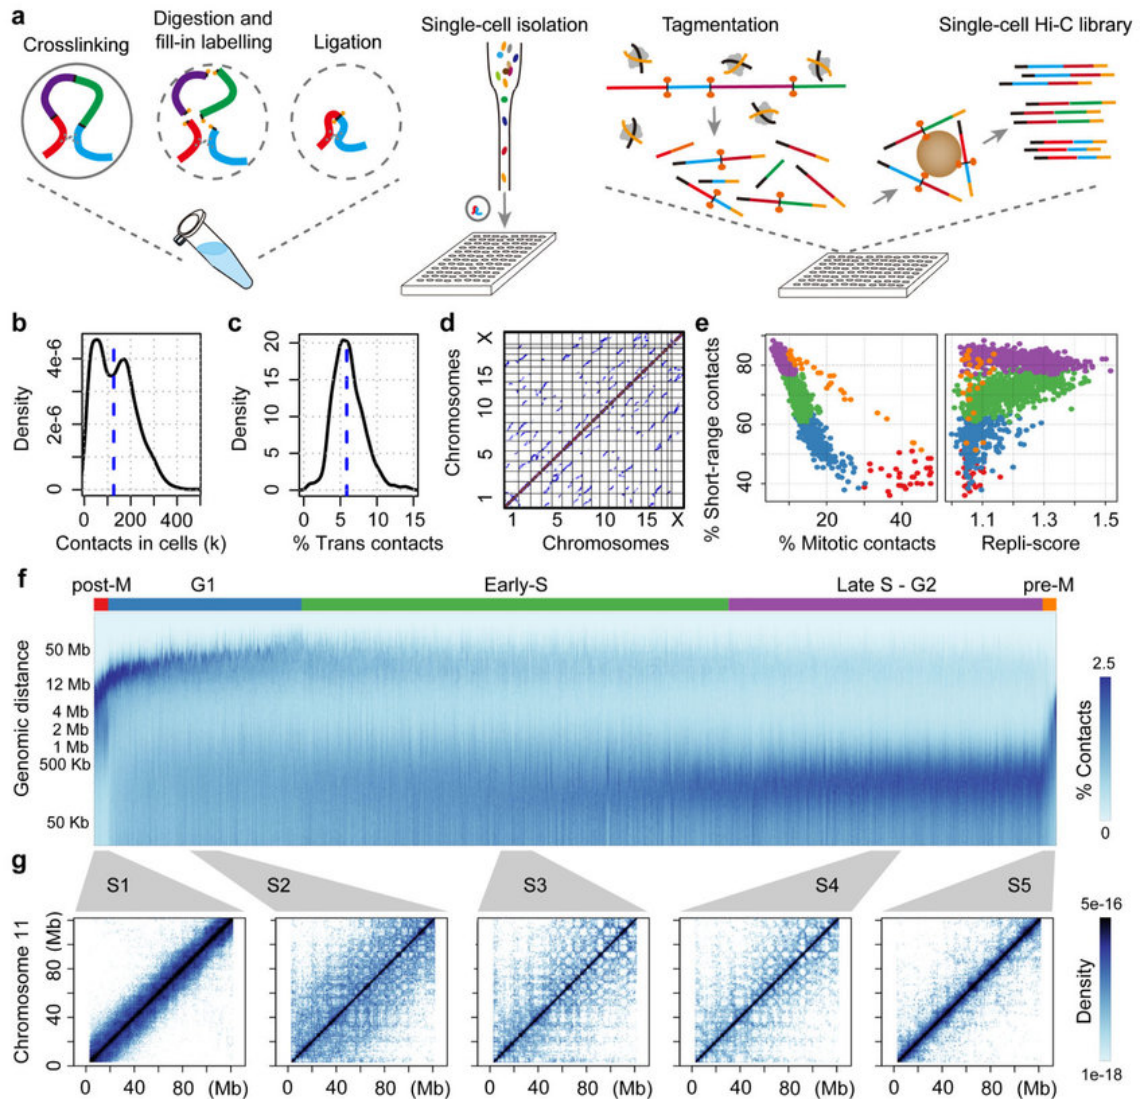 a
Crosslinking
Digestion and
fill-in labelling
Ligation
Single-cell isolation
Tagmentation
Single-cell Hi-C library
b
Density
4e-6
2e-6
0
0 200 400
Contacts in cells (k)
c
Density
20
15
10
5
0
0 5 10 15
% Trans contacts
d
Chromosomes
X
15
10
5
1
1 5 10 15 X
Chromosomes
e
% Short-range contacts
80
60
40
20 40
% Mitotic contacts
1.1 1.3 1.5
Repli-score
f
post-M G1 Early-S Late S - G2 pre-M
Genomic distance
50 Mb
12 Mb
4 Mb
2 Mb
1 Mb
500 Kb
50 Kb
2.5
% Contacts
0
g
S1 S2 S3 S4 S5
Chromosome 11 (Mb)
80
40
0
0 40 80 (Mb)
0 40 80 (Mb)
0 40 80 (Mb)
0 40 80 (Mb)
0 40 80 (Mb)
5e-16
Density
1e-18